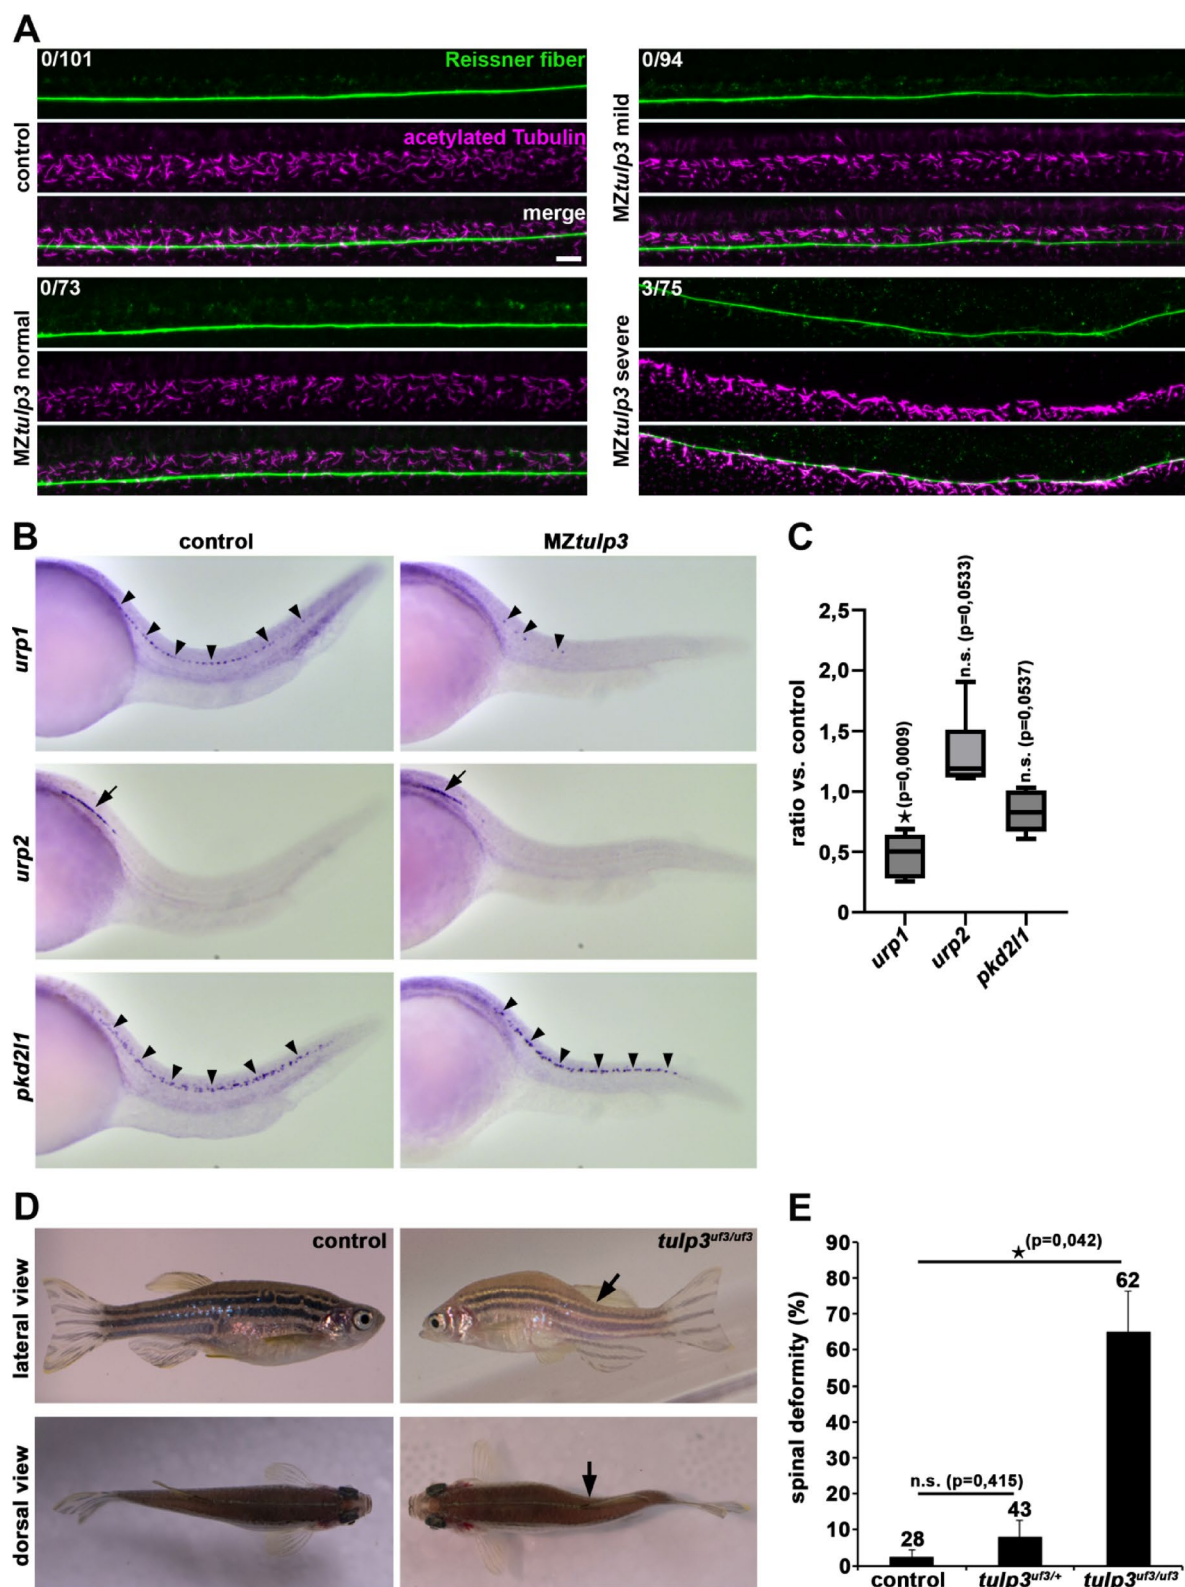 A
0/101
Reissner fiber
control
acetylated Tubulin
merge
0/94
MZtulp3 mild
0/73
MZtulp3 normal
3/75
MZtulp3 severe
B
control
MZtulp3
urp1
urp2
pkd2l1
C
ratio vs. control
2,5
2,0
1,5
1,0
0,5
0
★(p=0,0009)
n.s. (p=0,0533)
n.s. (p=0,0537)
urp1
urp2
pkd2l1
D
lateral view
control
tulp3uf3/uf3
dorsal view
E
spinal deformity (%)
90
80
70
60
50
40
30
20
10
0
★(p=0,042)
62
n.s. (p=0,415)
43
28
control
tulp3uf3/+
tulp3uf3/uf3